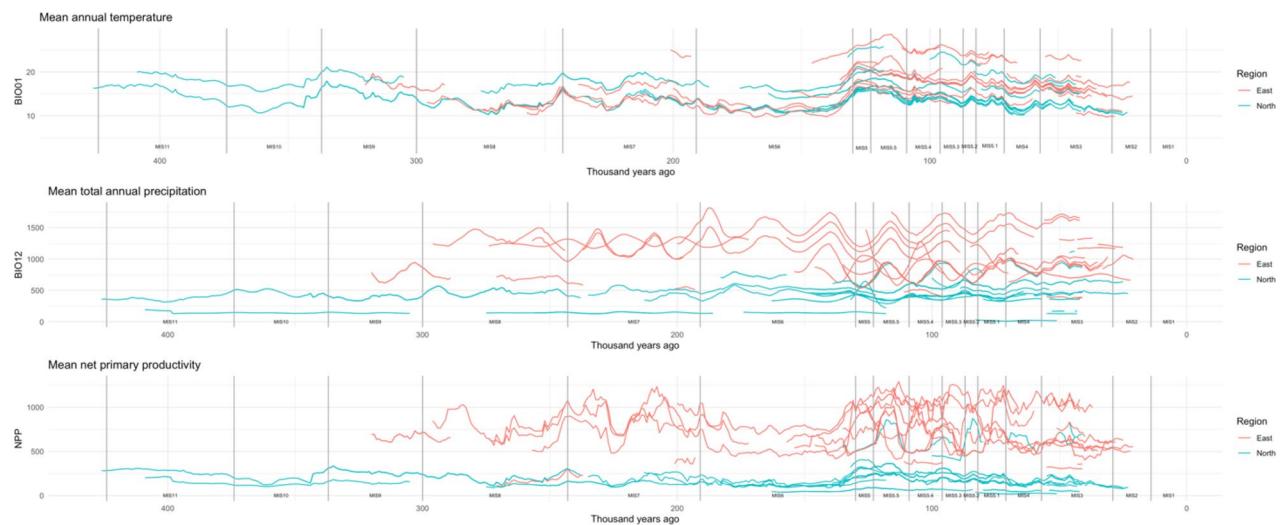 Mean annual temperature
BIO01
20
10
MIS11 MIS10 MIS9 MIS8 MIS7 MIS6 MIS5 MIS5.5 MIS5.4 MIS5.3 MIS5.2 MIS5.1 MIS4 MIS3 MIS2 MIS1
400 300 200 100 0
Thousand years ago
Region
East
North
Mean total annual precipitation
BIO12
1500
1000
500
0
MIS11 MIS10 MIS9 MIS8 MIS7 MIS6 MIS5 MIS5.5 MIS5.4 MIS5.3 MIS5.2 MIS5.1 MIS4 MIS3 MIS2 MIS1
400 300 200 100 0
Thousand years ago
Region
East
North
Mean net primary productivity
NPP
1000
500
0
MIS11 MIS10 MIS9 MIS8 MIS7 MIS6 MIS5 MIS5.5 MIS5.4 MIS5.3 MIS5.2 MIS5.1 MIS4 MIS3 MIS2 MIS1
400 300 200 100 0
Thousand years ago
Region
East
North